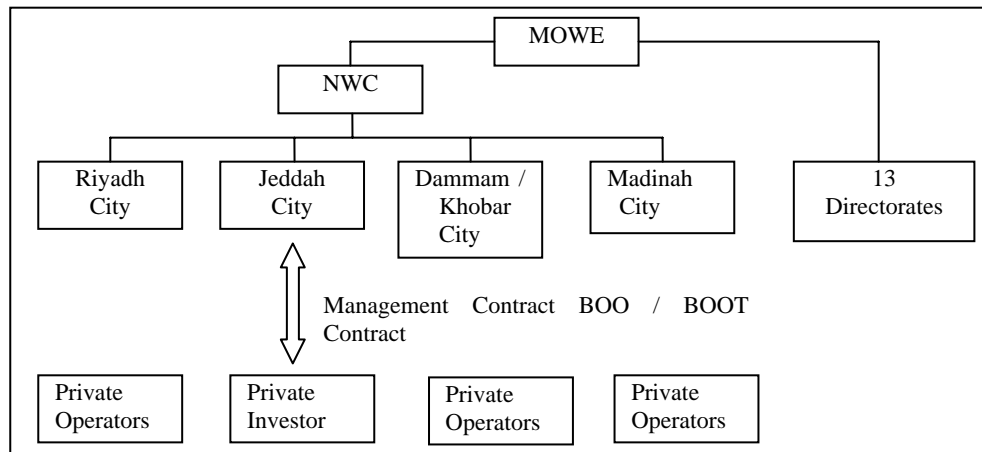 MOWE
NWC
Riyadh
City
Jeddah
City
Dammam /
Khobar
City
Madinah
City
13
Directorates
Management Contract BOO / BOOT
Contract
Private
Operators
Private
Investor
Private
Operators
Private
Operators